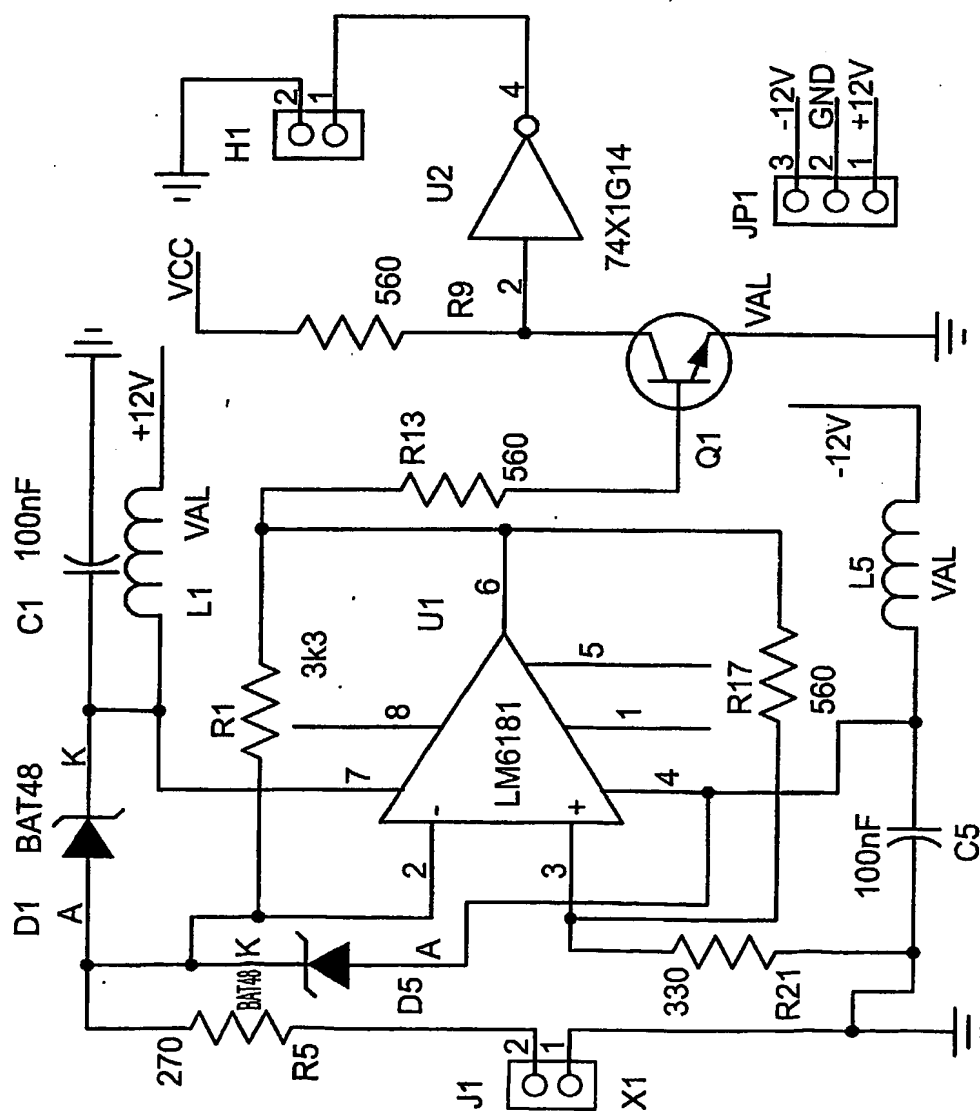 D1 BAT48
A
K
C1 100nF
L1 VAL
+12V
VCC
H1
2
1
270
R5
BAT48
K
D5
A
R1
3k3
7
8
2
-
LM6181
U1
6
3
+
4
1
5
R13
560
560
R9
2
U2
4
74X1G14
Q1
VAL
JP1
3
-12V
2
GND
1
+12V
J1
2
1
X1
330
R21
R17
560
100nF
C5
L5
VAL
-12V